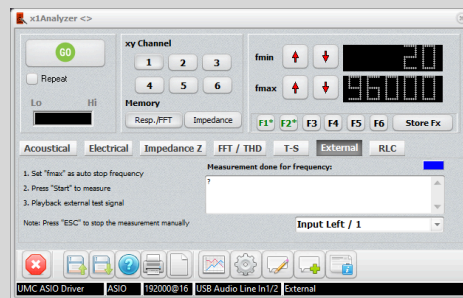 x1Analyzer <>
GO
Repeat
Lo Hi
xy Channel
1 2 3
4 5 6
Memory
Resp./FFT Impedance
fmin 20
fmax 96000
F1* F2* F3 F4 F5 F6 Store Fx
Acoustical Electrical Impedance Z FFT / THD T-S External RLC
1. Set "fmax" as auto stop frequency
2. Press "Start" to measure
3. Playback external test signal
Note: Press "ESC" to stop the measurement manually
Measurement done for frequency:
?
Input Left / 1
UMC ASIO Driver ASIO 192000@16 USB Audio Line In1/2 External